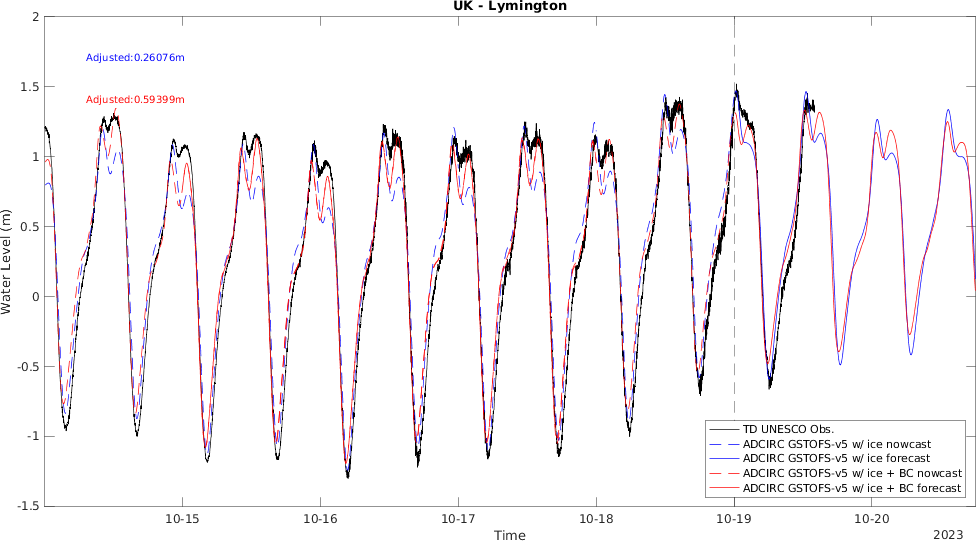 UK - Lymington
2
1.5
1
0.5
0
-0.5
-1
-1.5
Water Level (m)
Adjusted:0.26076m
Adjusted:0.59399m
TD UNESCO Obs.
ADCIRC GSTOFS-v5 w/ ice nowcast
ADCIRC GSTOFS-v5 w/ ice forecast
ADCIRC GSTOFS-v5 w/ ice + BC nowcast
ADCIRC GSTOFS-v5 w/ ice + BC forecast
10-15 10-16 10-17 10-18 10-19 10-20
Time
2023